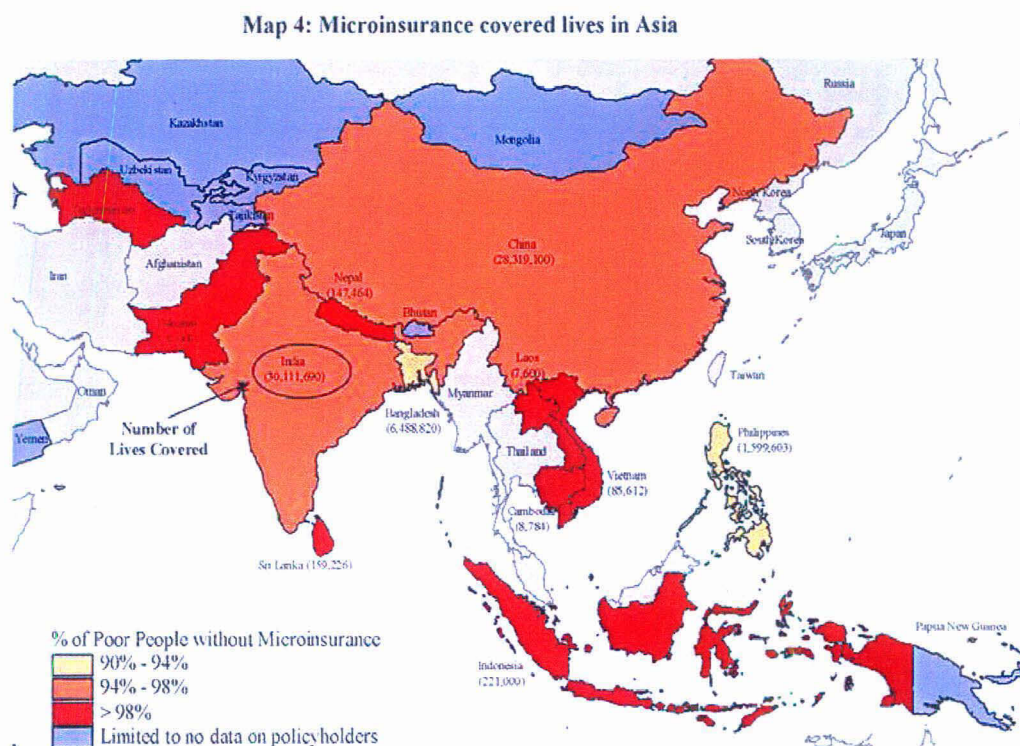 Map 4: Microinsurance covered lives in Asia
Russia
Kazakhstan
Mongolia
Uzbekistan
Kyrgyzstan
Tajikistan
North Korea
South Korea
Japan
China
(28,319,100)
Iran
Afghanistan
Nepal
(147,464)
Bhutan
India
(30,111,690)
Laos
(7,600)
Taiwan
Oman
Myanmar
Bangladesh
(6,488,820)
Yemen
Number of
Lives Covered
Thailand
Philippines
(1,599,603)
Vietnam
(85,612)
Cambodia
(8,784)
Sri Lanka (159,226)
Papua New Guinea
Indonesia
(221,000)
% of Poor People without Microinsurance
90% - 94%
94% - 98%
> 98%
Limited to no data on policyholders